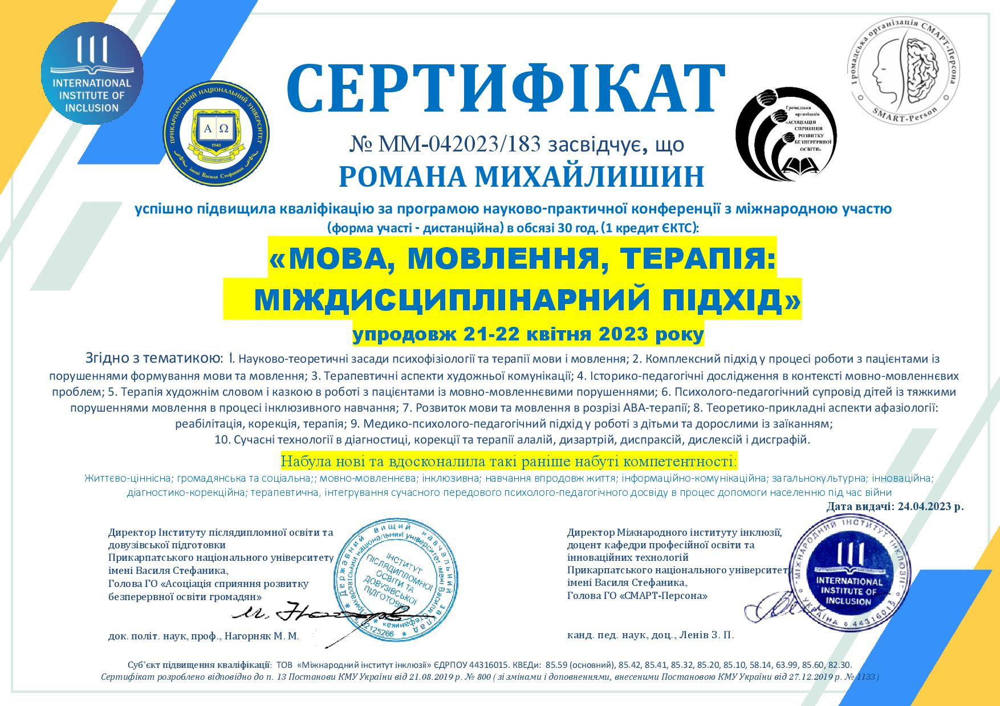 СЕРТИФІКАТ
№ ММ-042023/183 засвідчує, що
РОМАНА МИХАЙЛИШИН
успішно підвищила кваліфікацію за програмою науково-практичної конференції з міжнародною участю
(форма участі - дистанційна) в обсязі 30 год. (1 кредит ЄКТС):
«МОВА, МОВЛЕННЯ, ТЕРАПІЯ:
МІЖДИСЦИПЛІНАРНИЙ ПІДХІД»
упродовж 21-22 квітня 2023 року
Згідно з тематикою: 1. Науково-теоретичні засади психофізіології та терапії мови і мовлення; 2. Комплексний підхід у процесі роботи з пацієнтами із
порушеннями формування мови та мовлення; 3. Терапевтичні аспекти художньої комунікації; 4. Історико-педагогічні дослідження в контексті мовно-мовленнєвих
проблем; 5. Терапія художнім словом і казкою в роботі з пацієнтами із мовно-мовленнєвими порушеннями; 6. Психолого-педагогічний супровід дітей із тяжкими
порушеннями мовлення в процесі інклюзивного навчання; 7. Розвиток мови та мовлення в розрізі АВА-терапії; 8. Теоретико-прикладні аспекти афазіології:
реабілітація, корекція, терапія; 9. Медико-психолого-педагогічний підхід у роботі з дітьми та дорослими із заїканням;
10. Сучасні технології в діагностиці, корекції та терапії алалій, дизартрій, диспраксій, дислексій і дисграфій.
Набула нові та вдосконалила такі раніше набуті компетентності:
Життєво-ціннісна; громадянська та соціальна;; мовно-мовленнєва; інклюзивна; навчання впродовж життя; інформаційно-комунікаційна; загальнокультурна; інноваційна;
діагностико-корекційна; терапевтична, інтегрування сучасного передового психолого-педагогічного досвіду в процес допомоги населенню під час війни
Дата видачі: 24.04.2023 р.
Директор Інституту післядипломної освіти та
довузівської підготовки
Прикарпатського національного університету
імені Василя Стефаника,
Голова ГО «Асоціація сприяння розвитку
безперервної освіти громадян»
док. політ. наук, проф., Нагорняк М. М.
Директор Міжнародного інституту інклюзії,
доцент кафедри професійної освіти та
інноваційних технологій
Прикарпатського національного університету
імені Василя Стефаника,
Голова ГО «СМАРТ-Персона»
канд. пед. наук, доц., Ленів З. П.
Суб'єкт підвищення кваліфікації: ТОВ «Міжнародний інститут інклюзії» ЄДРПОУ 44316015. КВЕДи: 85.59 (основний), 85.42, 85.41, 85.32, 85.20, 85.10, 58.14, 63.99, 85.60, 82.30.
Сертифікат розроблено відповідно до п. 13 Постанови КМУ України від 21.08.2019 р. № 800 ( зі змінами і доповненнями, внесеними Постановою КМУ України від 27.12.2019 р. № 1133)
INTERNATIONAL
INSTITUTE OF
INCLUSION
ПРИКАРПАТСЬКИЙ НАЦІОНАЛЬНИЙ УНІВЕРСИТЕТ
імені Василя Стефаника
Α Ω
1940
UNIVERSITAS
Громадська
організація
«АСОЦІАЦІЯ
СПРИЯННЯ
РОЗВИТКУ
БЕЗПЕРЕРВНОЇ
ОСВІТИ»
Громадська організація СМАРТ-Персона
SMART-Person
Державний вищий навчальний заклад
Прикарпатський національний університет імені Василя Стефаника»
02125266
ІНСТИТУТ
ПІСЛЯДИПЛОМНОЇ
ОСВІТИ ТА
ДОВУЗІВСЬКОЇ
ПІДГОТОВКИ
МІЖНАРОДНИЙ ІНСТИТУТ ІНКЛЮЗІЇ
УКРАЇНА 44316015
INTERNATIONAL
INSTITUTE OF
INCLUSION